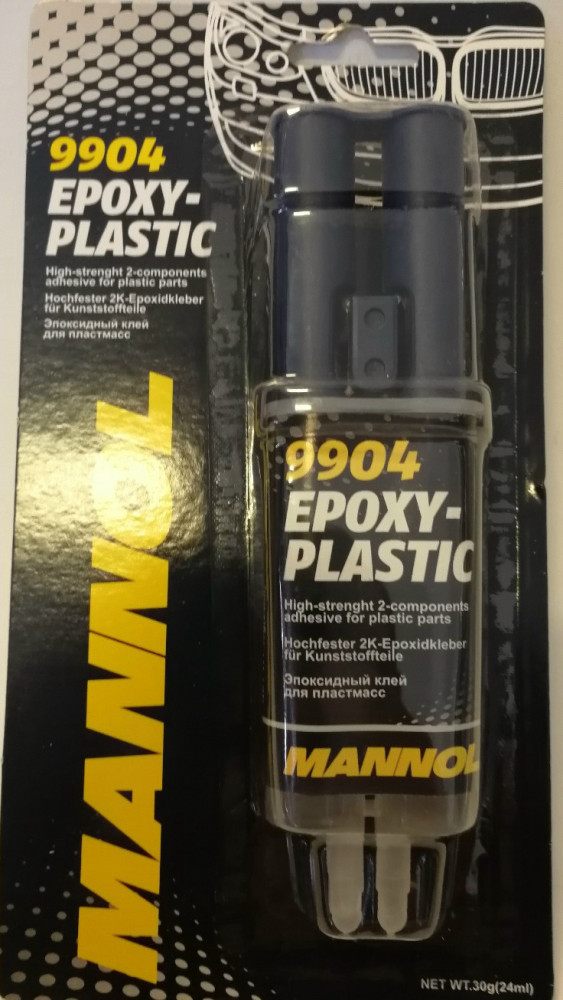 9904
EPOXY-
PLASTIC
High-strenght 2-components
adhesive for plastic parts
Hochfester 2K-Epoxidkleber
für Kunststoffteile
Эпоксидный клей
для пластмасс
MANNOL
9904
EPOXY-
PLASTIC
High-strenght 2-components
adhesive for plastic parts
Hochfester 2K-Epoxidkleber
für Kunststoffteile
Эпоксидный клей
для пластмасс
MANNOL
NET WT.30g(24ml)